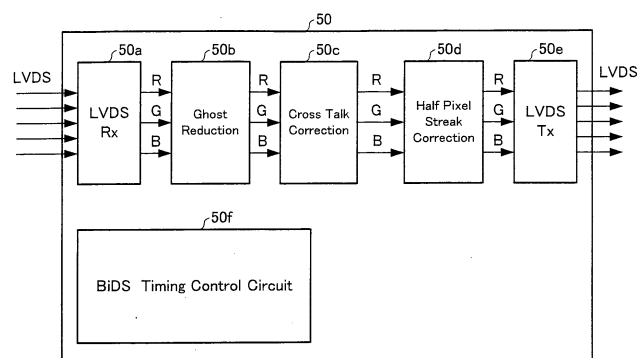 50
50a
50b
50c
50d
50e
LVDS
R
R
R
R
LVDS
LVDS
Rx
G
Ghost
Reduction
G
Cross Talk
Correction
G
Half Pixel
Streak
Correction
G
LVDS
Tx
B
B
B
B
50f
BiDS Timing Control Circuit